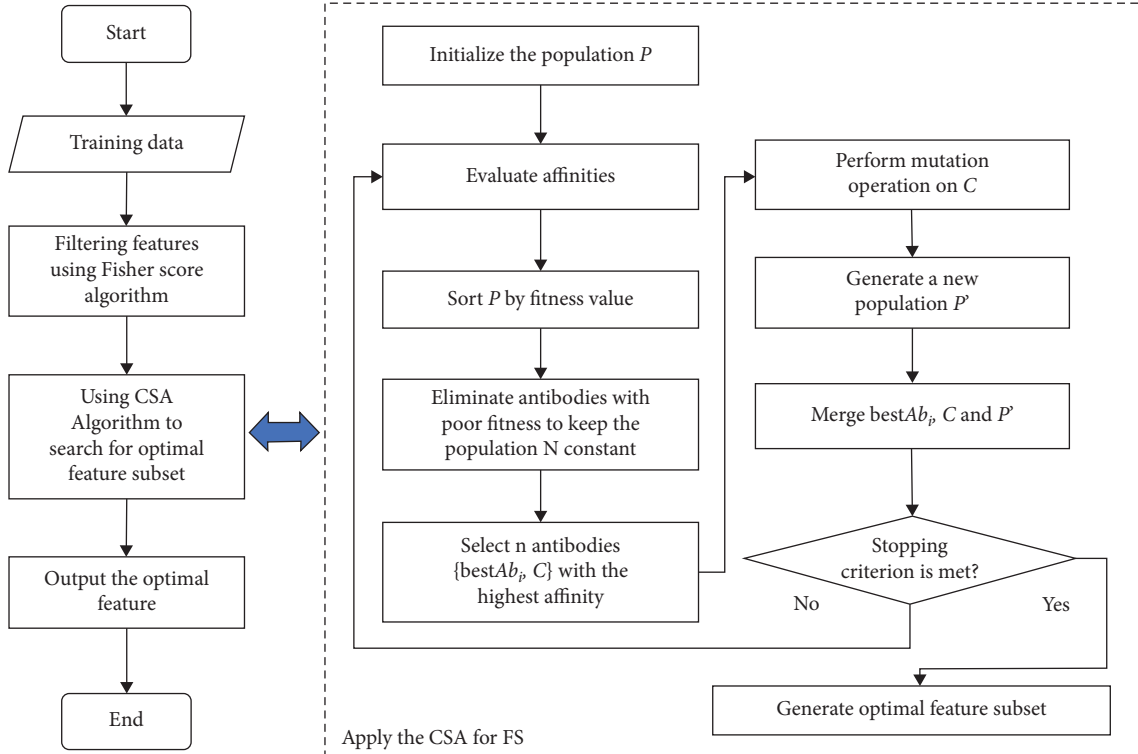 Start
Training data
Filtering features
using Fisher score
algorithm
Using CSA
Algorithm to
search for optimal
feature subset
Output the optimal
feature
End
Initialize the population P
Evaluate affinities
Sort P by fitness value
Eliminate antibodies with
poor fitness to keep the
population N constant
Select n antibodies
{bestAbi, C} with the
highest affinity
Perform mutation
operation on C
Generate a new
population P’
Merge bestAbi, C and P’
Stopping
criterion is met?
No
Yes
Generate optimal feature subset
Apply the CSA for FS